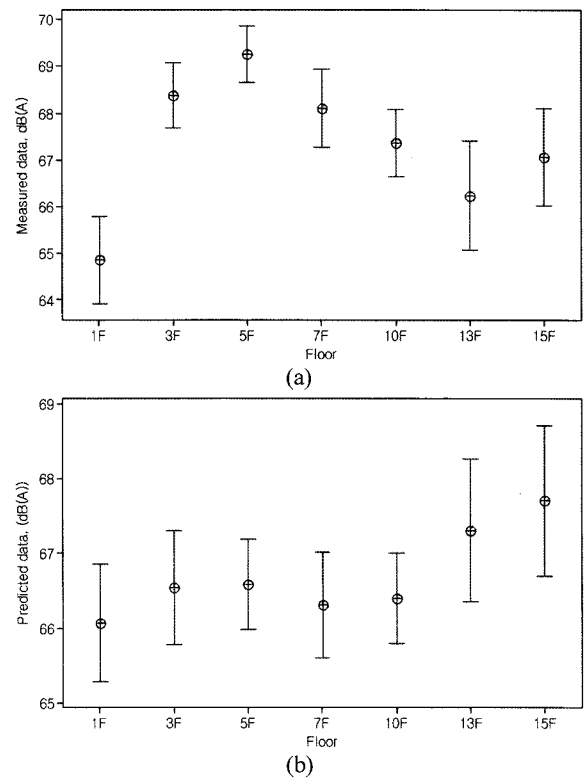 70
69
68
67
66
65
64
Measured data, dB(A)
1F 3F 5F 7F 10F 13F 15F
Floor
(a)
69
68
67
66
65
Predicted data, (dB(A))
1F 3F 5F 7F 10F 13F 15F
Floor
(b)